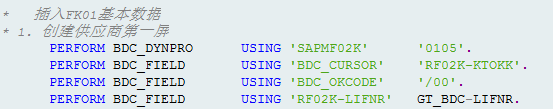 *   插入FK01基本数据
* 1. 创建供应商第一屏
PERFORM BDC_DYNPRO      USING 'SAPMF02K'      '0105'.
PERFORM BDC_FIELD       USING 'BDC_CURSOR'    'RF02K-KTOKK'.
PERFORM BDC_FIELD       USING 'BDC_OKCODE'    '/00'.
PERFORM BDC_FIELD       USING 'RF02K-LIFNR'   GT_BDC-LIFNR.